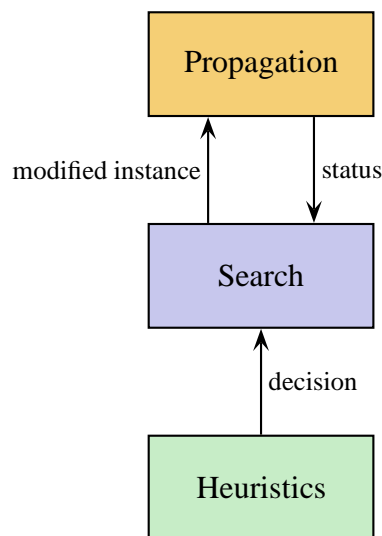 Propagation
modified instance
status
Search
decision
Heuristics